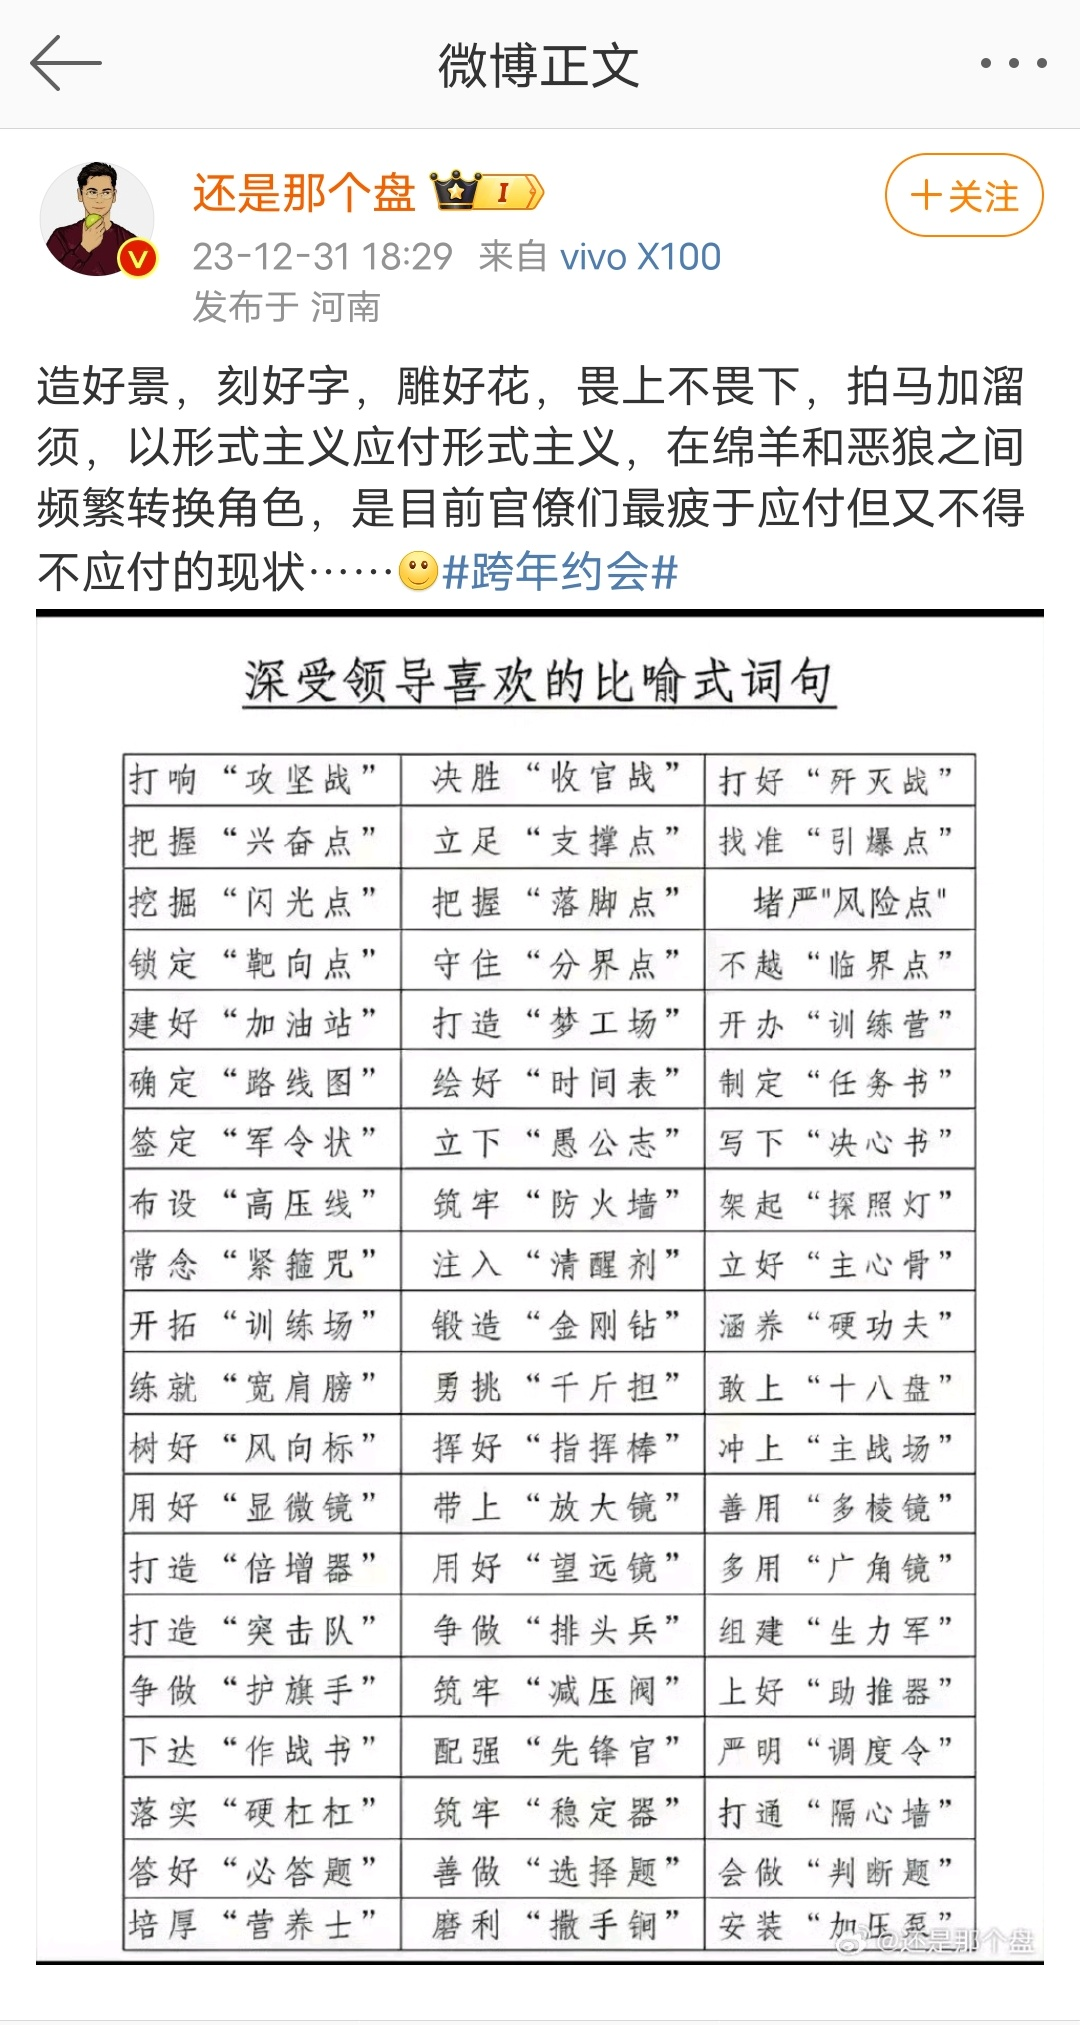 微博正文
还是那个盘
I
+关注
23-12-31 18:29 来自 vivo X100
发布于 河南
造好景，刻好字，雕好花，畏上不畏下，拍马加溜
须，以形式主义应付形式主义，在绵羊和恶狼之间
频繁转换角色，是目前官僚们最疲于应付但又不得
不应付的现状······#跨年约会#
深受领导喜欢的比喻式词句
打响“攻坚战” 决胜“收官战” 打好“歼灭战”
把握“兴奋点” 立足“支撑点” 找准“引爆点”
挖掘“闪光点” 把握“落脚点” 堵严"风险点"
锁定“靶向点” 守住“分界点” 不越“临界点”
建好“加油站” 打造“梦工场” 开办“训练营”
确定“路线图” 绘好“时间表” 制定“任务书”
签定“军令状” 立下“愚公志” 写下“决心书”
布设“高压线” 筑牢“防火墙” 架起“探照灯”
常念“紧箍咒” 注入“清醒剂” 立好“主心骨”
开拓“训练场” 锻造“金刚钻” 涵养“硬功夫”
练就“宽肩膀” 勇挑“千斤担” 敢上“十八盘”
树好“风向标” 挥好“指挥棒” 冲上“主战场”
用好“显微镜” 带上“放大镜” 善用“多棱镜”
打造“倍增器” 用好“望远镜” 多用“广角镜”
打造“突击队” 争做“排头兵” 组建“生力军”
争做“护旗手” 筑牢“减压阀” 上好“助推器”
下达“作战书” 配强“先锋官” 严明“调度令”
落实“硬杠杠” 筑牢“稳定器” 打通“隔心墙”
答好“必答题” 善做“选择题” 会做“判断题”
培厚“营养土” 磨利“撒手锏” 安装“加压泵”
@还是那个盘